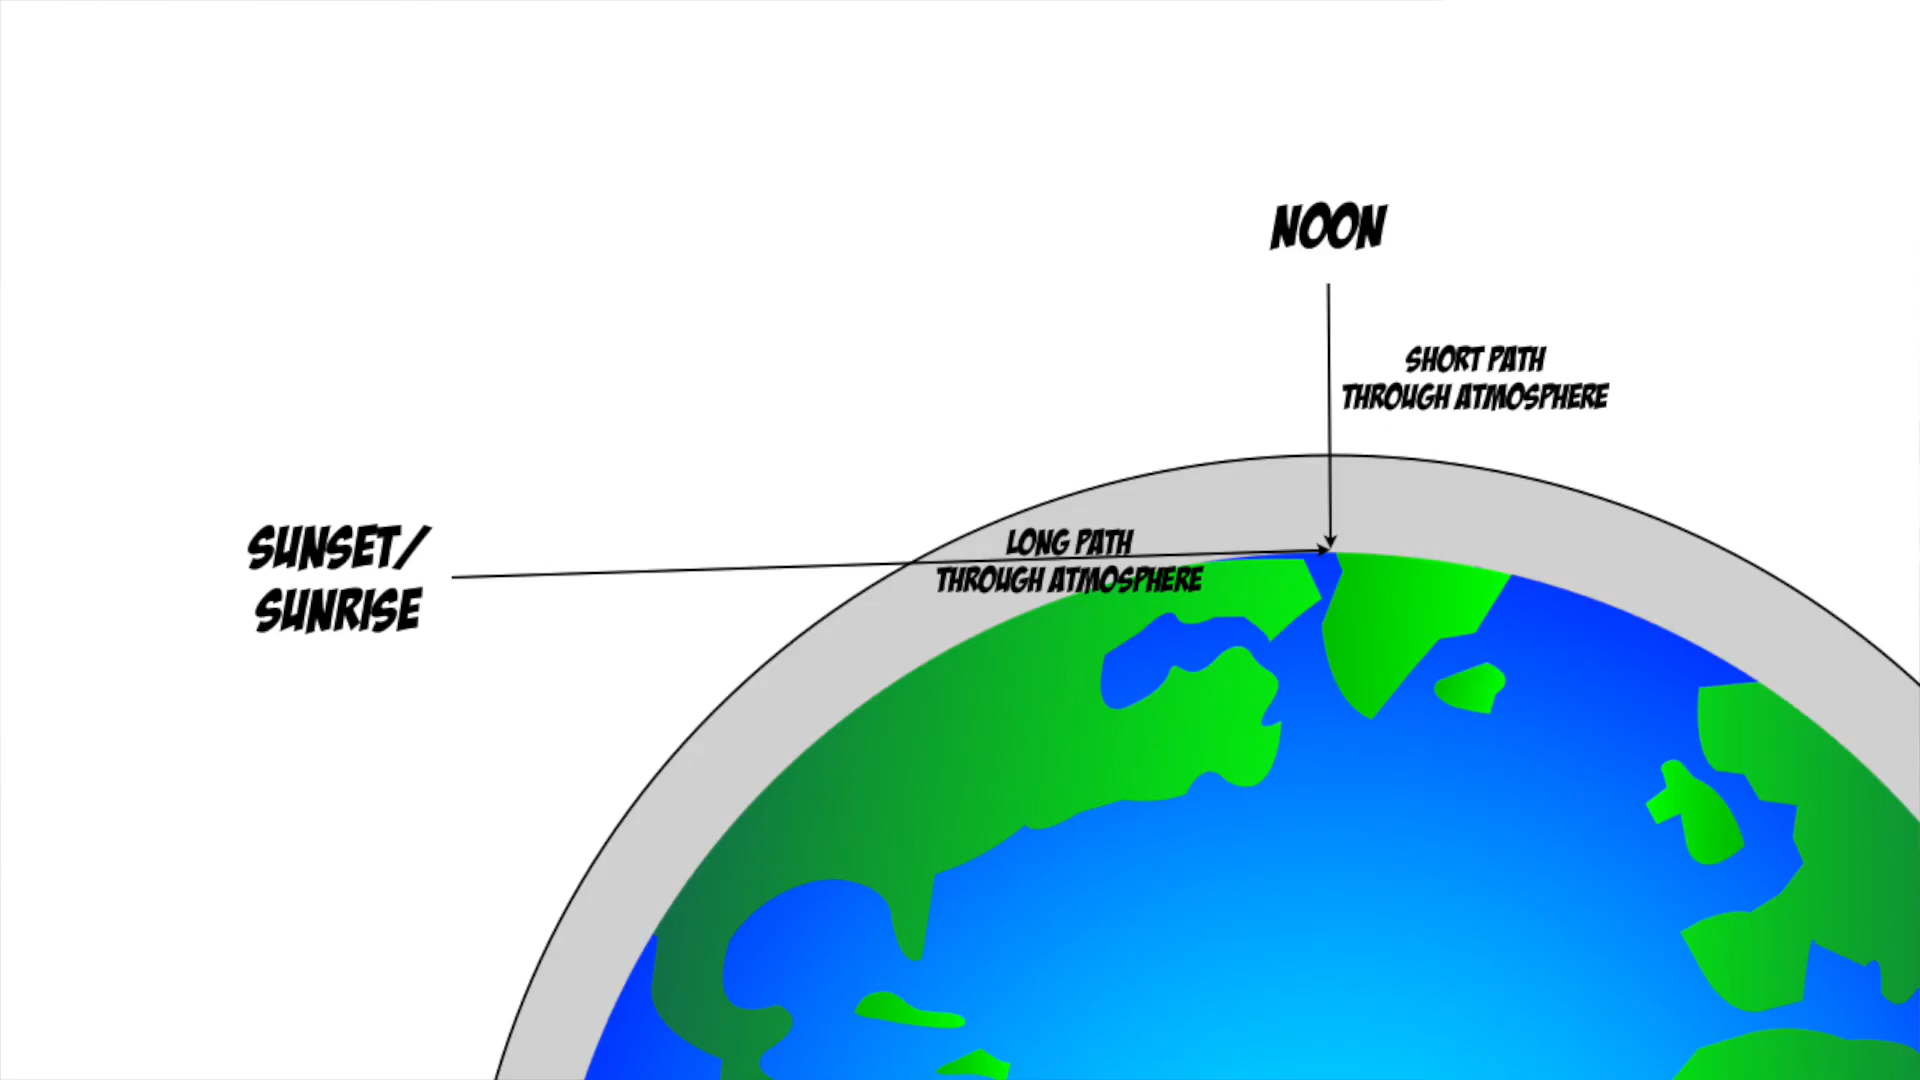 NOON
SHORT PATH
THROUGH ATMOSPHERE
SUNSET/
SUNRISE
LONG PATH
THROUGH ATMOSPHERE